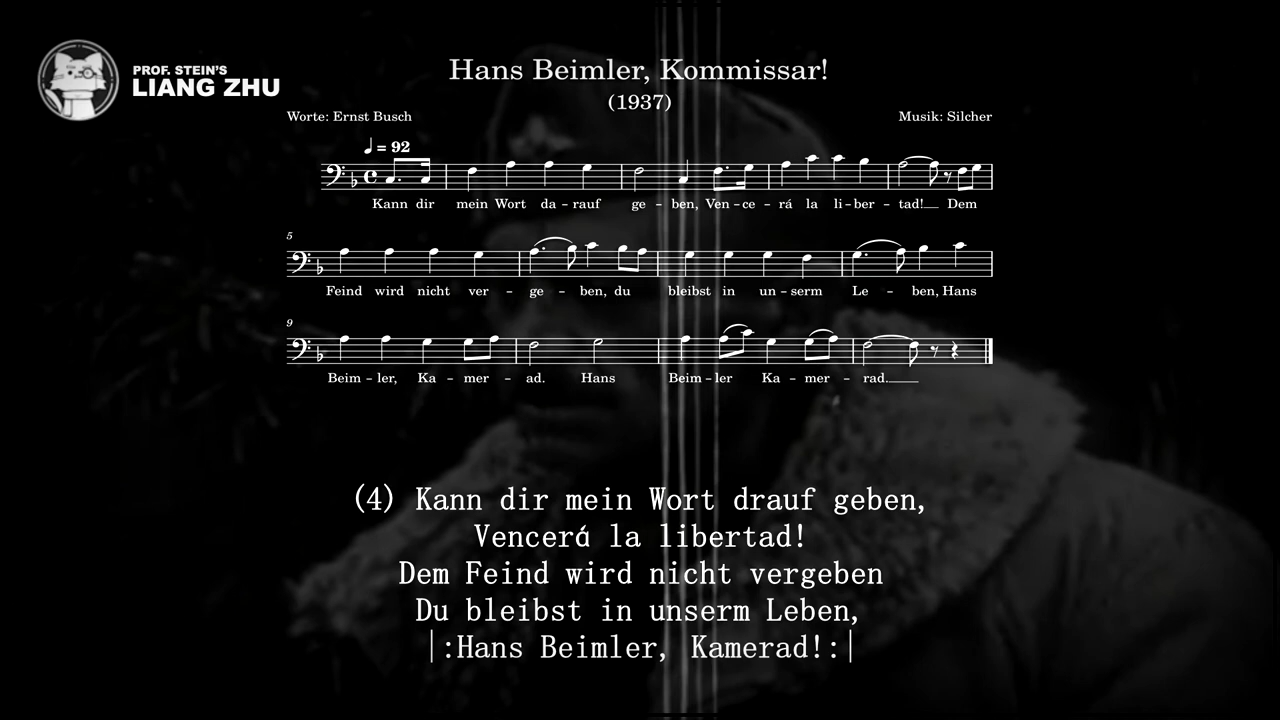 PROF. STEIN'S
LIANG ZHU
Hans Beimler, Kommissar!
(1937)
Worte: Ernst Busch
Musik: Silcher
♩ = 92
Kann dir mein Wort da – rauf ge – ben, Ven – ce – rá la li – ber – tad! Dem
5
Feind wird nicht ver – ge – ben, du bleibst in un – serm Le – ben, Hans
9
Beim – ler, Ka – mer – ad. Hans Beim – ler Ka – mer – rad.
(4) Kann dir mein Wort drauf geben,
Vencerá la libertad!
Dem Feind wird nicht vergeben
Du bleibst in unserm Leben,
|:Hans Beimler, Kamerad!:|